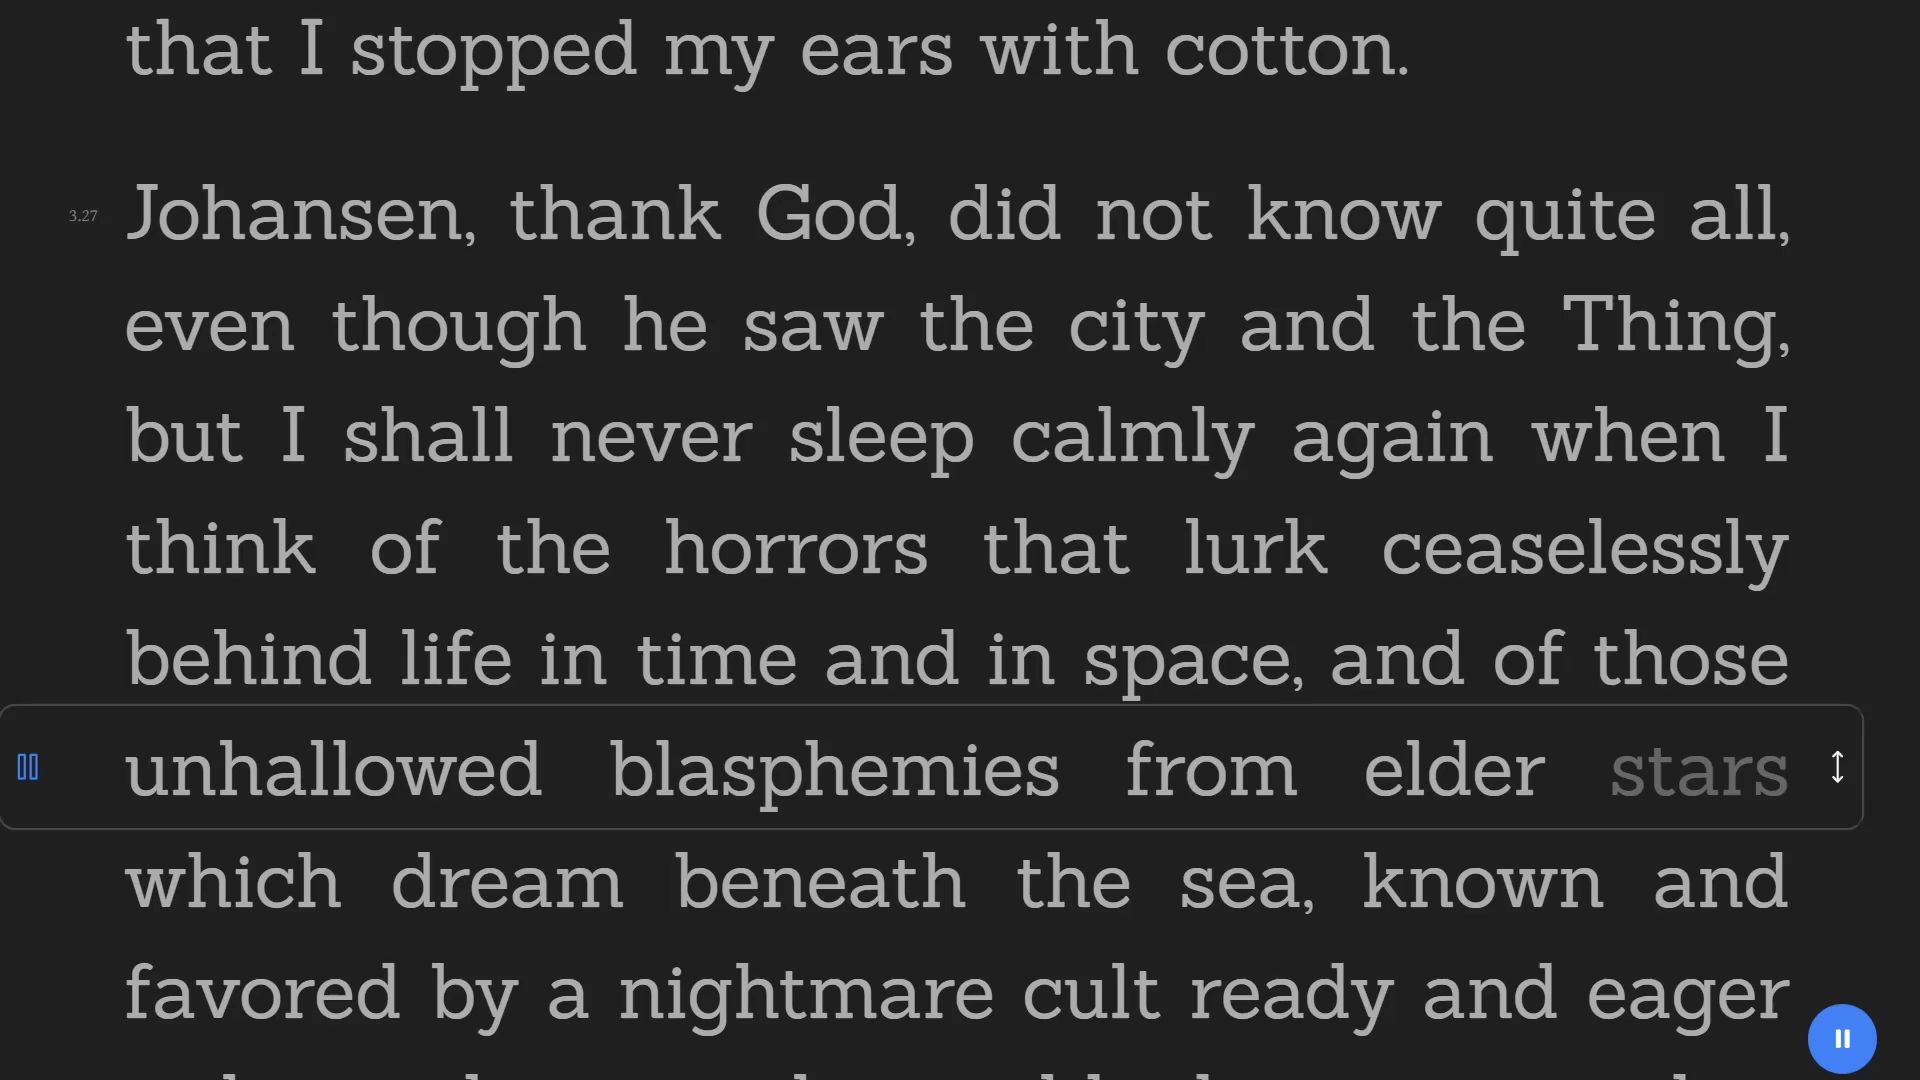 that I stopped my ears with cotton.
3.27
Johansen, thank God, did not know quite all,
even though he saw the city and the Thing,
but I shall never sleep calmly again when I
think of the horrors that lurk ceaselessly
behind life in time and in space, and of those
unhallowed blasphemies from elder stars
which dream beneath the sea, known and
favored by a nightmare cult ready and eager